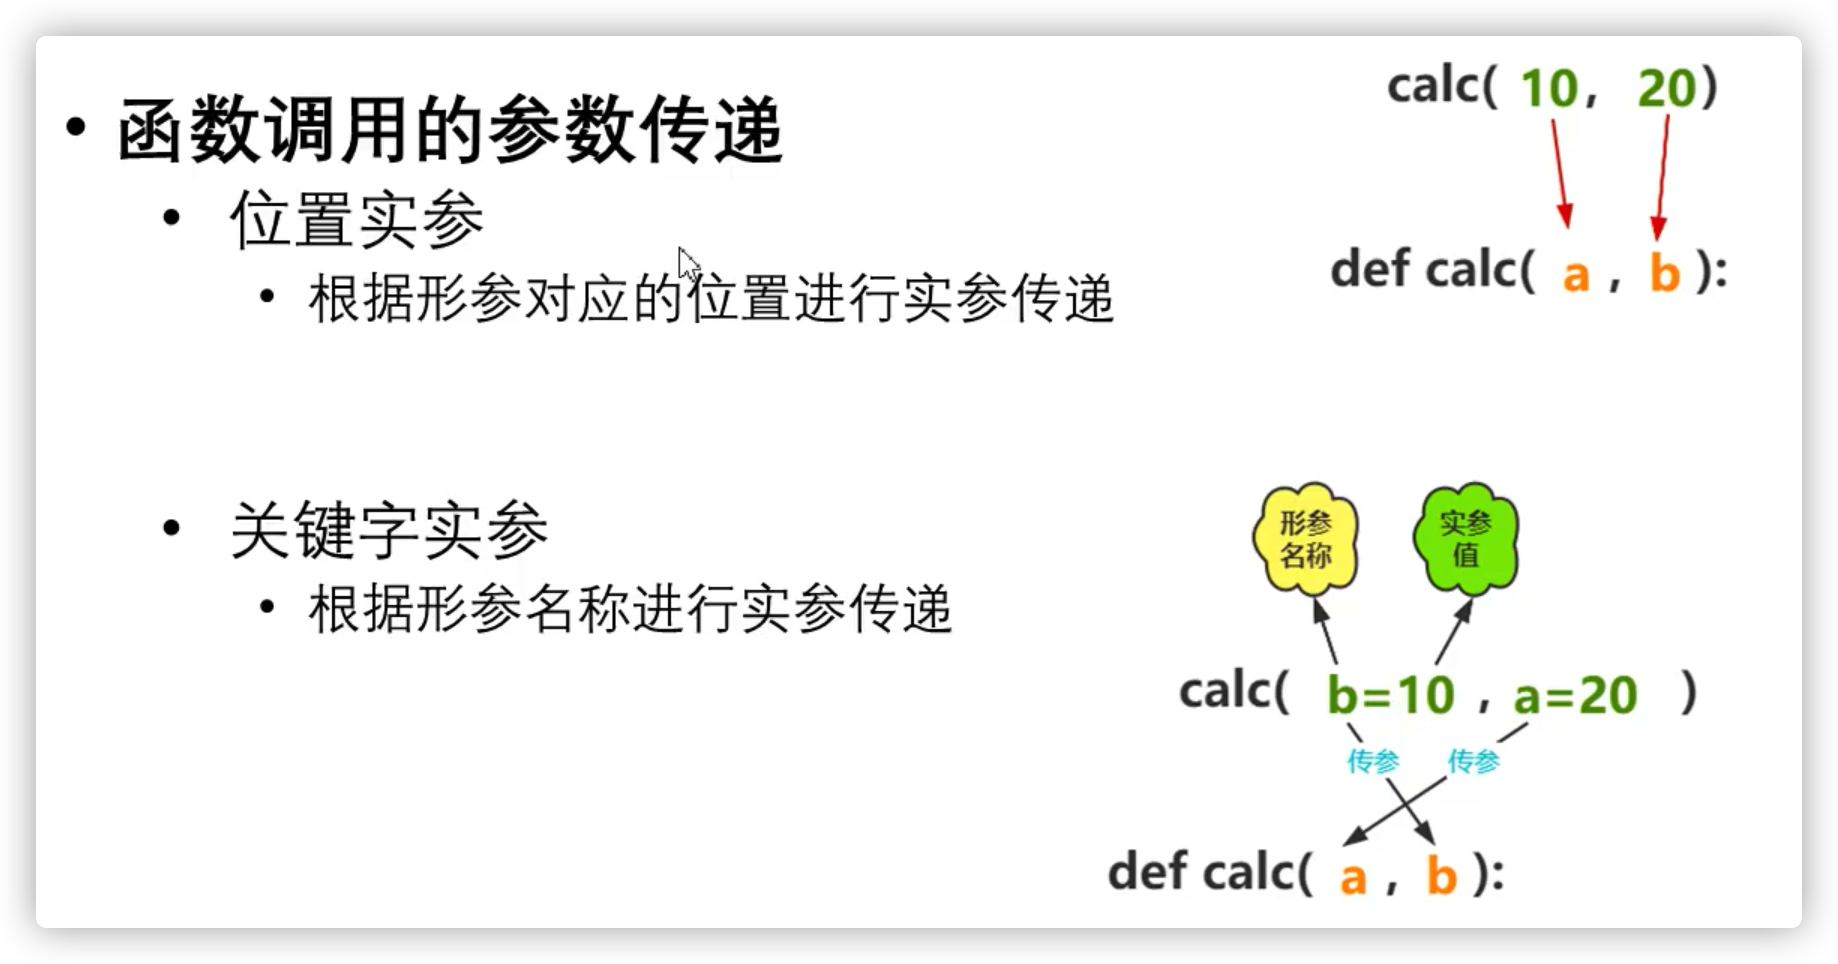 函数调用的参数传递
位置实参
根据形参对应的位置进行实参传递
calc( 10, 20)
def calc( a , b ):
关键字实参
根据形参名称进行实参传递
形参
名称
实参
值
calc( b=10 , a=20 )
传参 传参
def calc( a , b ):